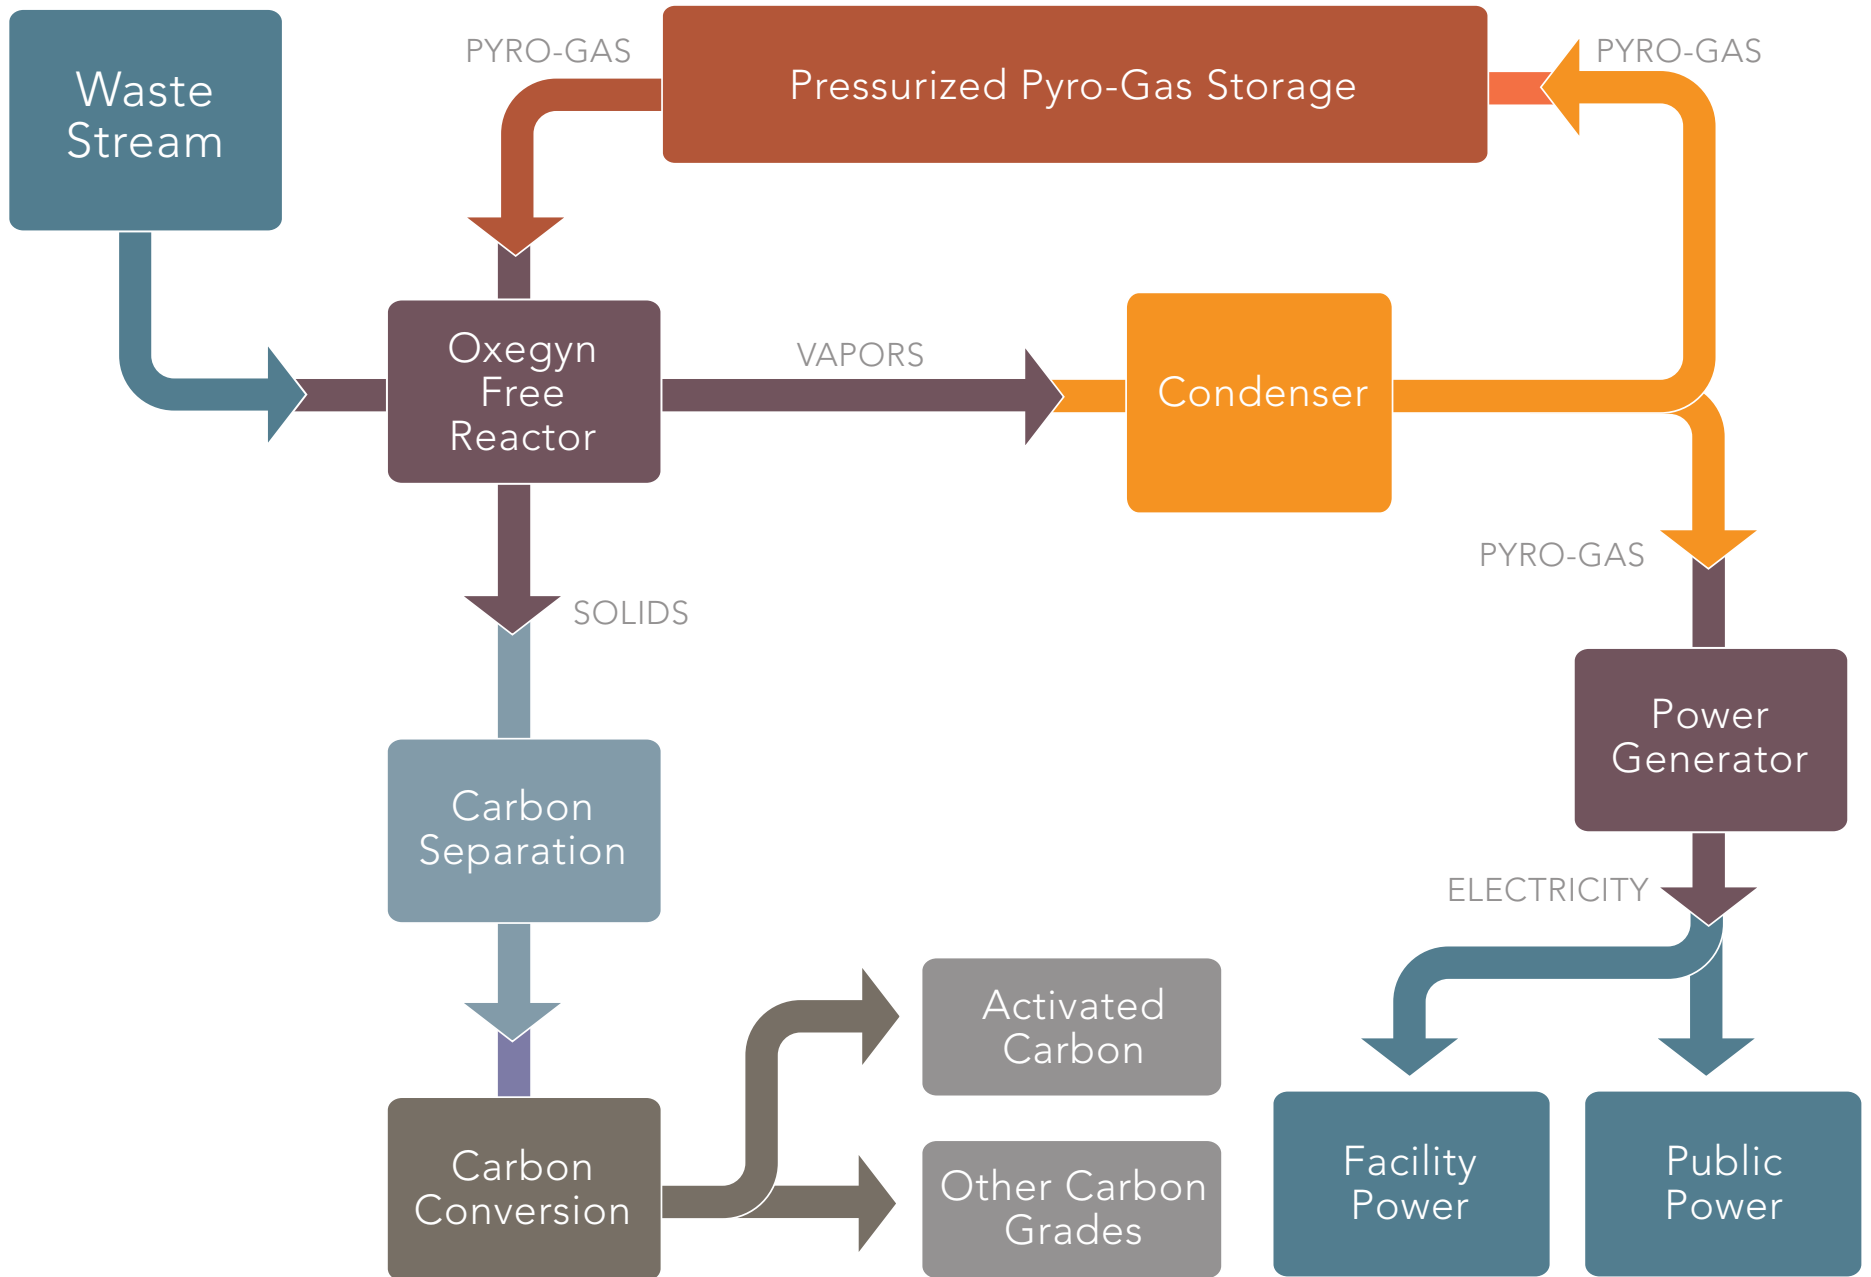 Waste
Stream
PYRO-GAS
Pressurized Pyro-Gas Storage
PYRO-GAS
Oxegyn
Free
Reactor
VAPORS
Condenser
PYRO-GAS
SOLIDS
Power
Generator
Carbon
Separation
ELECTRICITY
Activated
Carbon
Carbon
Conversion
Other Carbon
Grades
Facility
Power
Public
Power